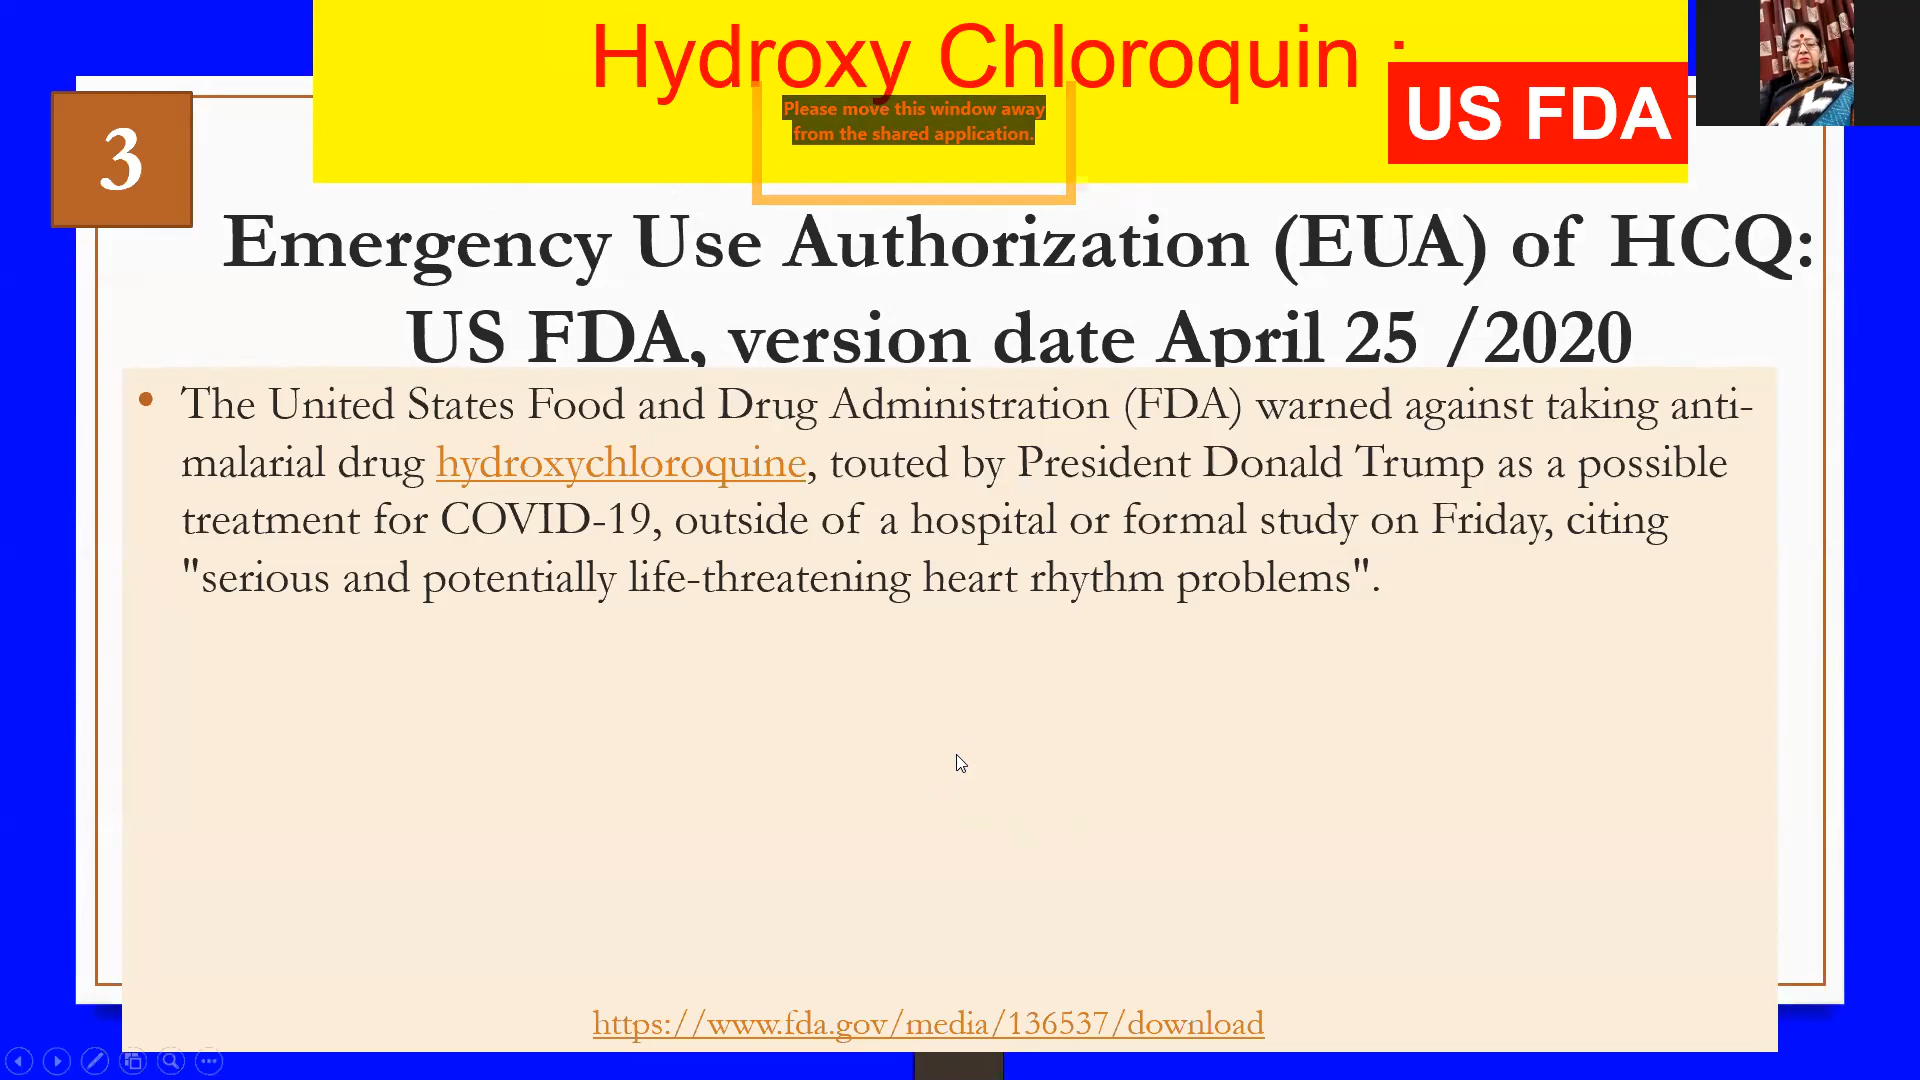 Hydroxy Chloroquin :
Please move this window away
from the shared application.
US FDA
3
Emergency Use Authorization (EUA) of HCQ:
US FDA, version date April 25 /2020
• The United States Food and Drug Administration (FDA) warned against taking anti-
malarial drug hydroxychloroquine, touted by President Donald Trump as a possible
treatment for COVID-19, outside of a hospital or formal study on Friday, citing
"serious and potentially life-threatening heart rhythm problems".
https://www.fda.gov/media/136537/download